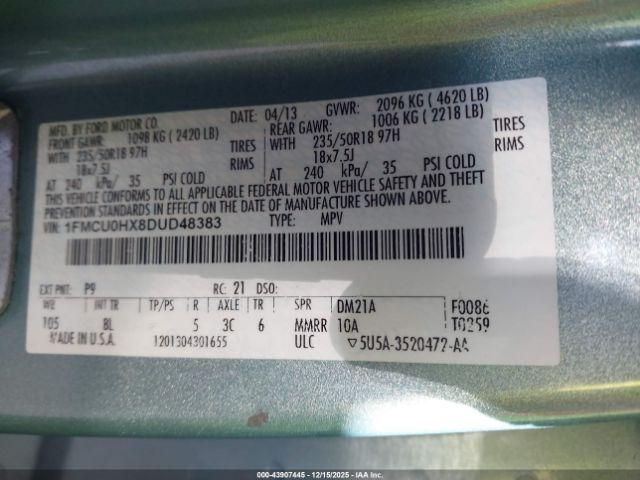 MFD. BY FORD MOTOR CO. DATE: 04/13 GVWR: 2096 KG ( 4620 LB)
FRONT GAWR: 1098 KG ( 2420 LB) REAR GAWR: 1006 KG ( 2218 LB)
WITH 235/50R18 97H TIRES WITH 235/50R18 97H TIRES
18x7.5J RIMS 18x7.5J RIMS
AT 240 kPa/ 35 PSI COLD AT 240 kPa/ 35 PSI COLD
THIS VEHICLE CONFORMS TO ALL APPLICABLE FEDERAL MOTOR VEHICLE SAFETY AND THEFT
PREVENTION STANDARDS IN EFFECT ON THE DATE OF MANUFACTURE SHOWN ABOVE.
VIN: 1FMCU0HX8DUD48383 TYPE: MPV
EXT PNT: P9 RC: 21 DSO:
WB INT TR TP/PS R AXLE TR SPR DM21A F0086
105 8L 5 3C 6 MMRR 10A T0259
MADE IN U.S.A. 1201304301655 ULC ▽5U5A-3520472-AA
000-43907445 - 12/15/2025 - IAA, Inc.